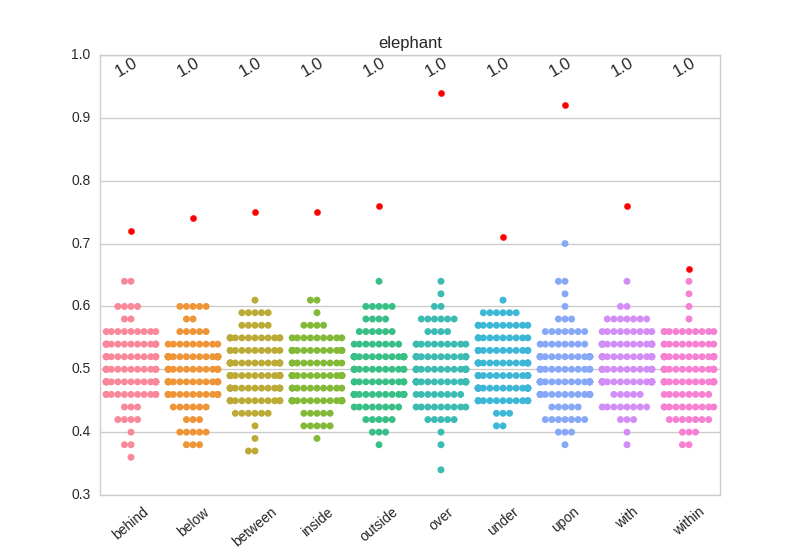 elephant
1.0
1.0 1.0 1.0 1.0 1.0 1.0 1.0 1.0 1.0 1.0
0.9
0.8
0.7
0.6
0.5
0.4
0.3
behind below between inside outside over under upon with within